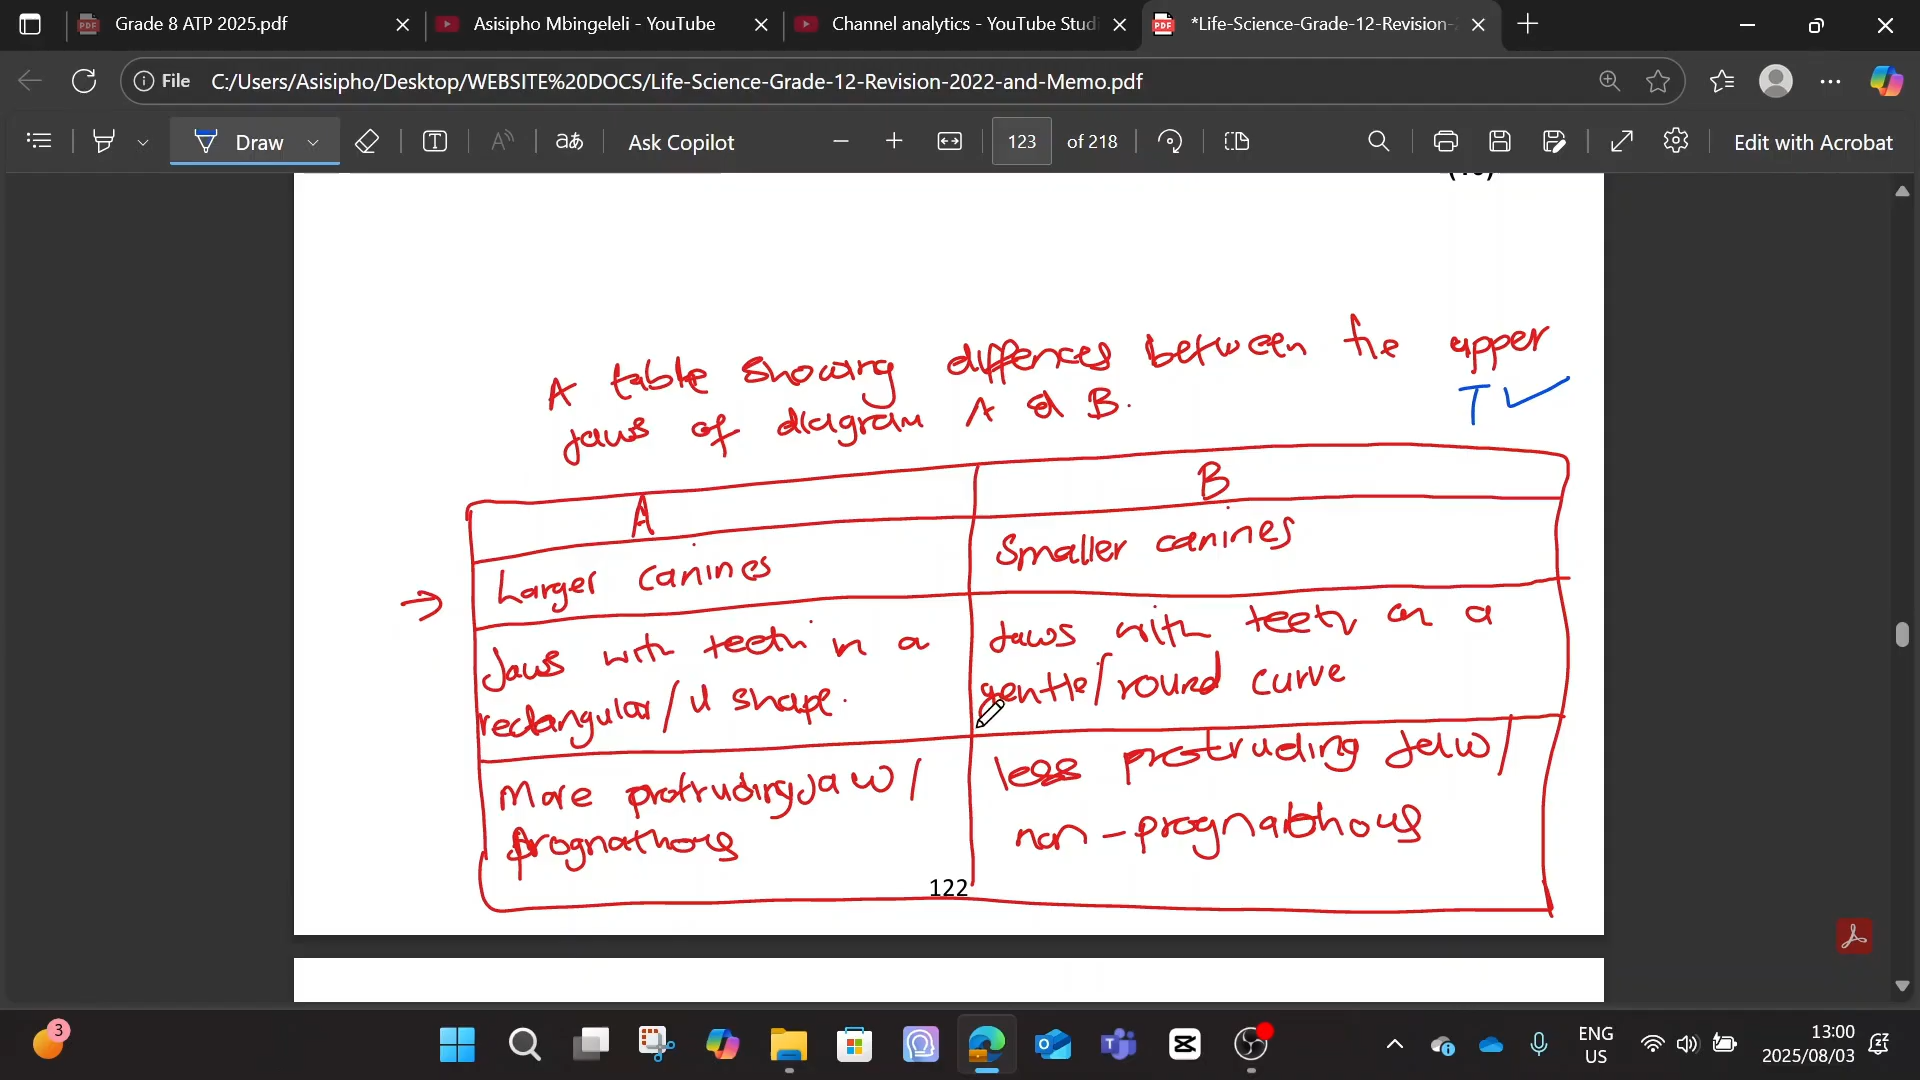 Grade 8 ATP 2025.pdf
Asisipho Mbingeleli - YouTube
Channel analytics - YouTube Studi
*Life-Science-Grade-12-Revision-2
File
C:/Users/Asisipho/Desktop/WEBSITE%20DOCS/Life-Science-Grade-12-Revision-2022-and-Memo.pdf
Draw
Ask Copilot
123
of 218
Edit with Acrobat
A table showing diffences between the upper
jaws of diagram A & B.
T
A
B
Larger canines
Smaller canines
Jaws with teeth in a
rectangular / U shape.
Jaws with teeth on a
gentle/round curve
More protruding jaw /
prognathous
less protruding jaw /
non-prognathous
122
3
ENG
US
13:00
2025/08/03